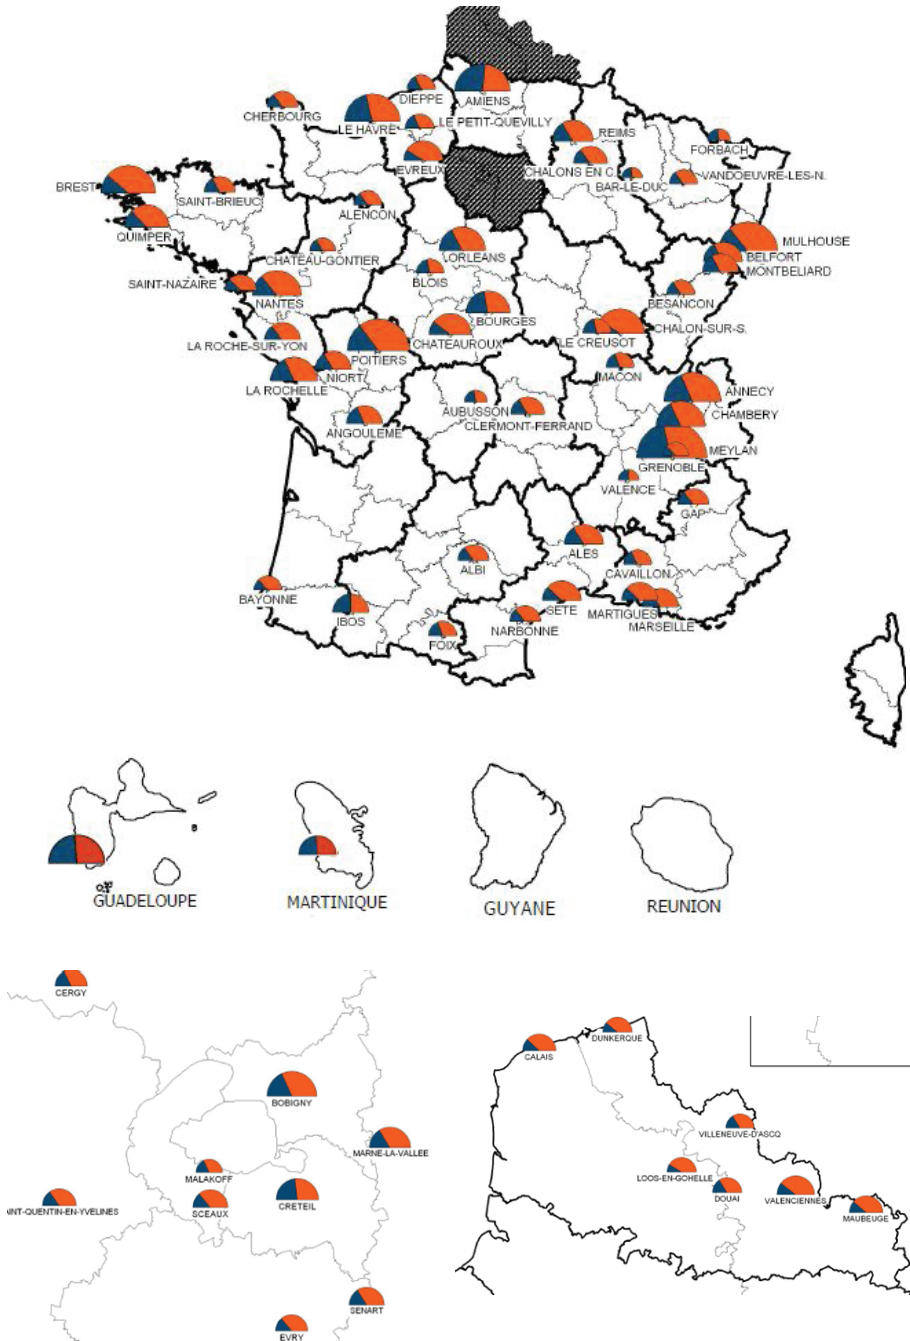 DIEPPE
AMIENS
CHERBOURG
LE HAVRE
LE PETIT-QUEVILLY
REIMS
FORBACH
EVREUX
CHALONS EN C.
BAR-LE-DUC
VANDOEUVRE-LES-N.
BREST
SAINT-BRIEUC
ALENCON
QUIMPER
CHATEAU-GONTIER
ORLEANS
MULHOUSE
BELFORT
MONTBELIARD
SAINT-NAZAIRE
BLOIS
NANTES
BESANCON
BOURGES
LA ROCHE-SUR-YON
CHATEAUROUX
LE CREUSOT
CHALON-SUR-S.
POITIERS
NIORT
MACON
LA ROCHELLE
ANNECY
AUBUSSON
CHAMBERY
CLERMONT-FERRAND
ANGOULEME
MEYLAN
GRENOBLE
VALENCE
GAP
ALES
ALBI
CAVAILLON
BAYONNE
IBOS
SETE
MARTIGUES
MARSEILLE
NARBONNE
FOIX
GUADELOUPE
MARTINIQUE
GUYANE
REUNION
CERGY
BOBIGNY
MARNE-LA-VALLEE
MALAKOFF
SCEAUX
CRETEIL
INT-QUENTIN-EN-YVELINES
SENART
EVRY
DUNKERQUE
CALAIS
VILLENEUVE-D'ASCQ
LOOS-EN-GOHELLE
DOUAI
VALENCIENNES
MAUBEUGE